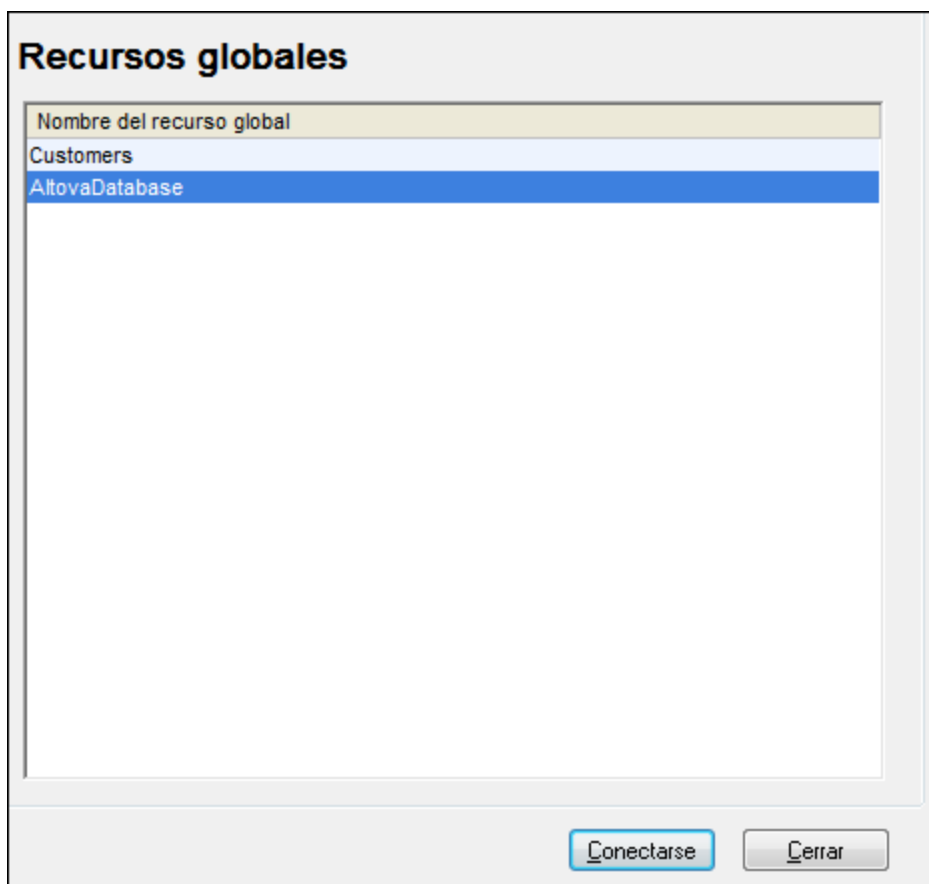 Recursos globales
Nombre del recurso global
Customers
AltovaDatabase
Conectarse
Cerrar